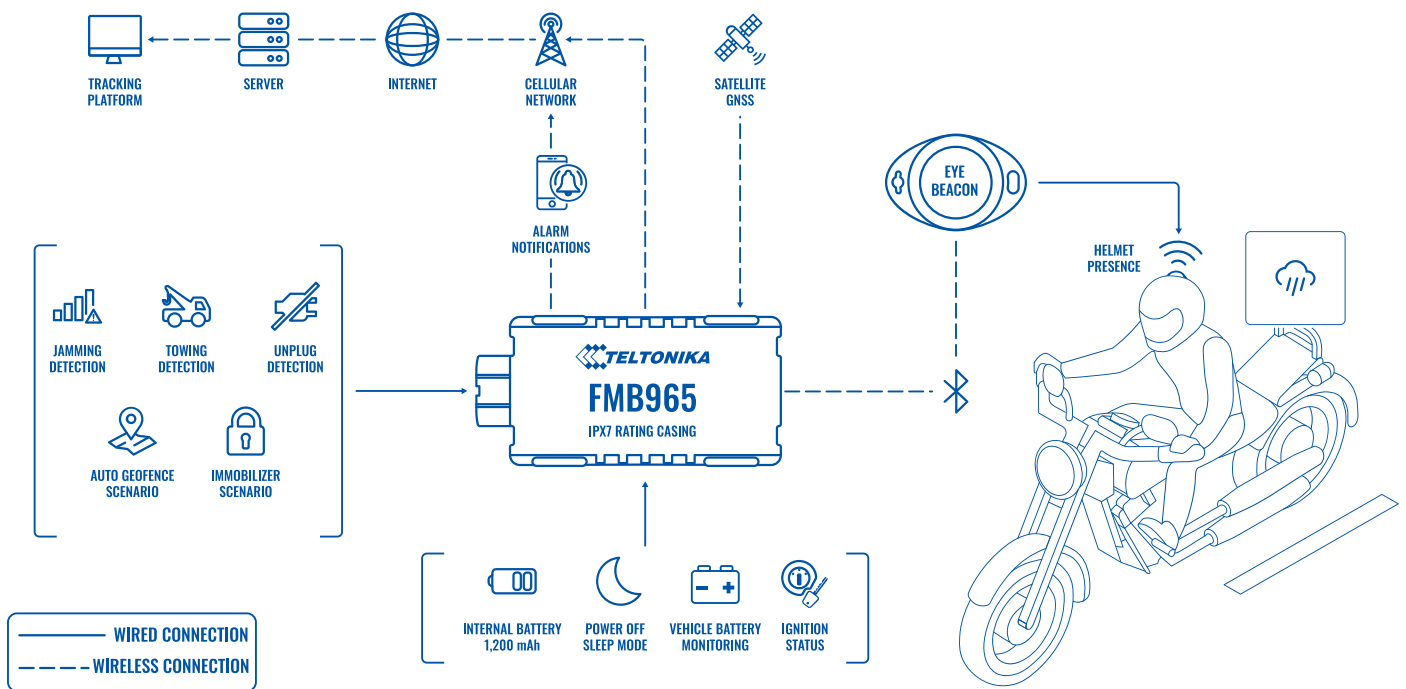 TRACKING
PLATFORM
SERVER
INTERNET
CELLULAR
NETWORK
SATELLITE
GNSS
ALARM
NOTIFICATIONS
EYE
BEACON
HELMET
PRESENCE
JAMMING
DETECTION
TOWING
DETECTION
UNPLUG
DETECTION
AUTO GEOFENCE
SCENARIO
IMMOBILIZER
SCENARIO
TELTONIKA
FMB965
IPX7 RATING CASING
INTERNAL BATTERY
1,200 mAh
POWER OFF
SLEEP MODE
VEHICLE BATTERY
MONITORING
IGNITION
STATUS
WIRED CONNECTION
WIRELESS CONNECTION